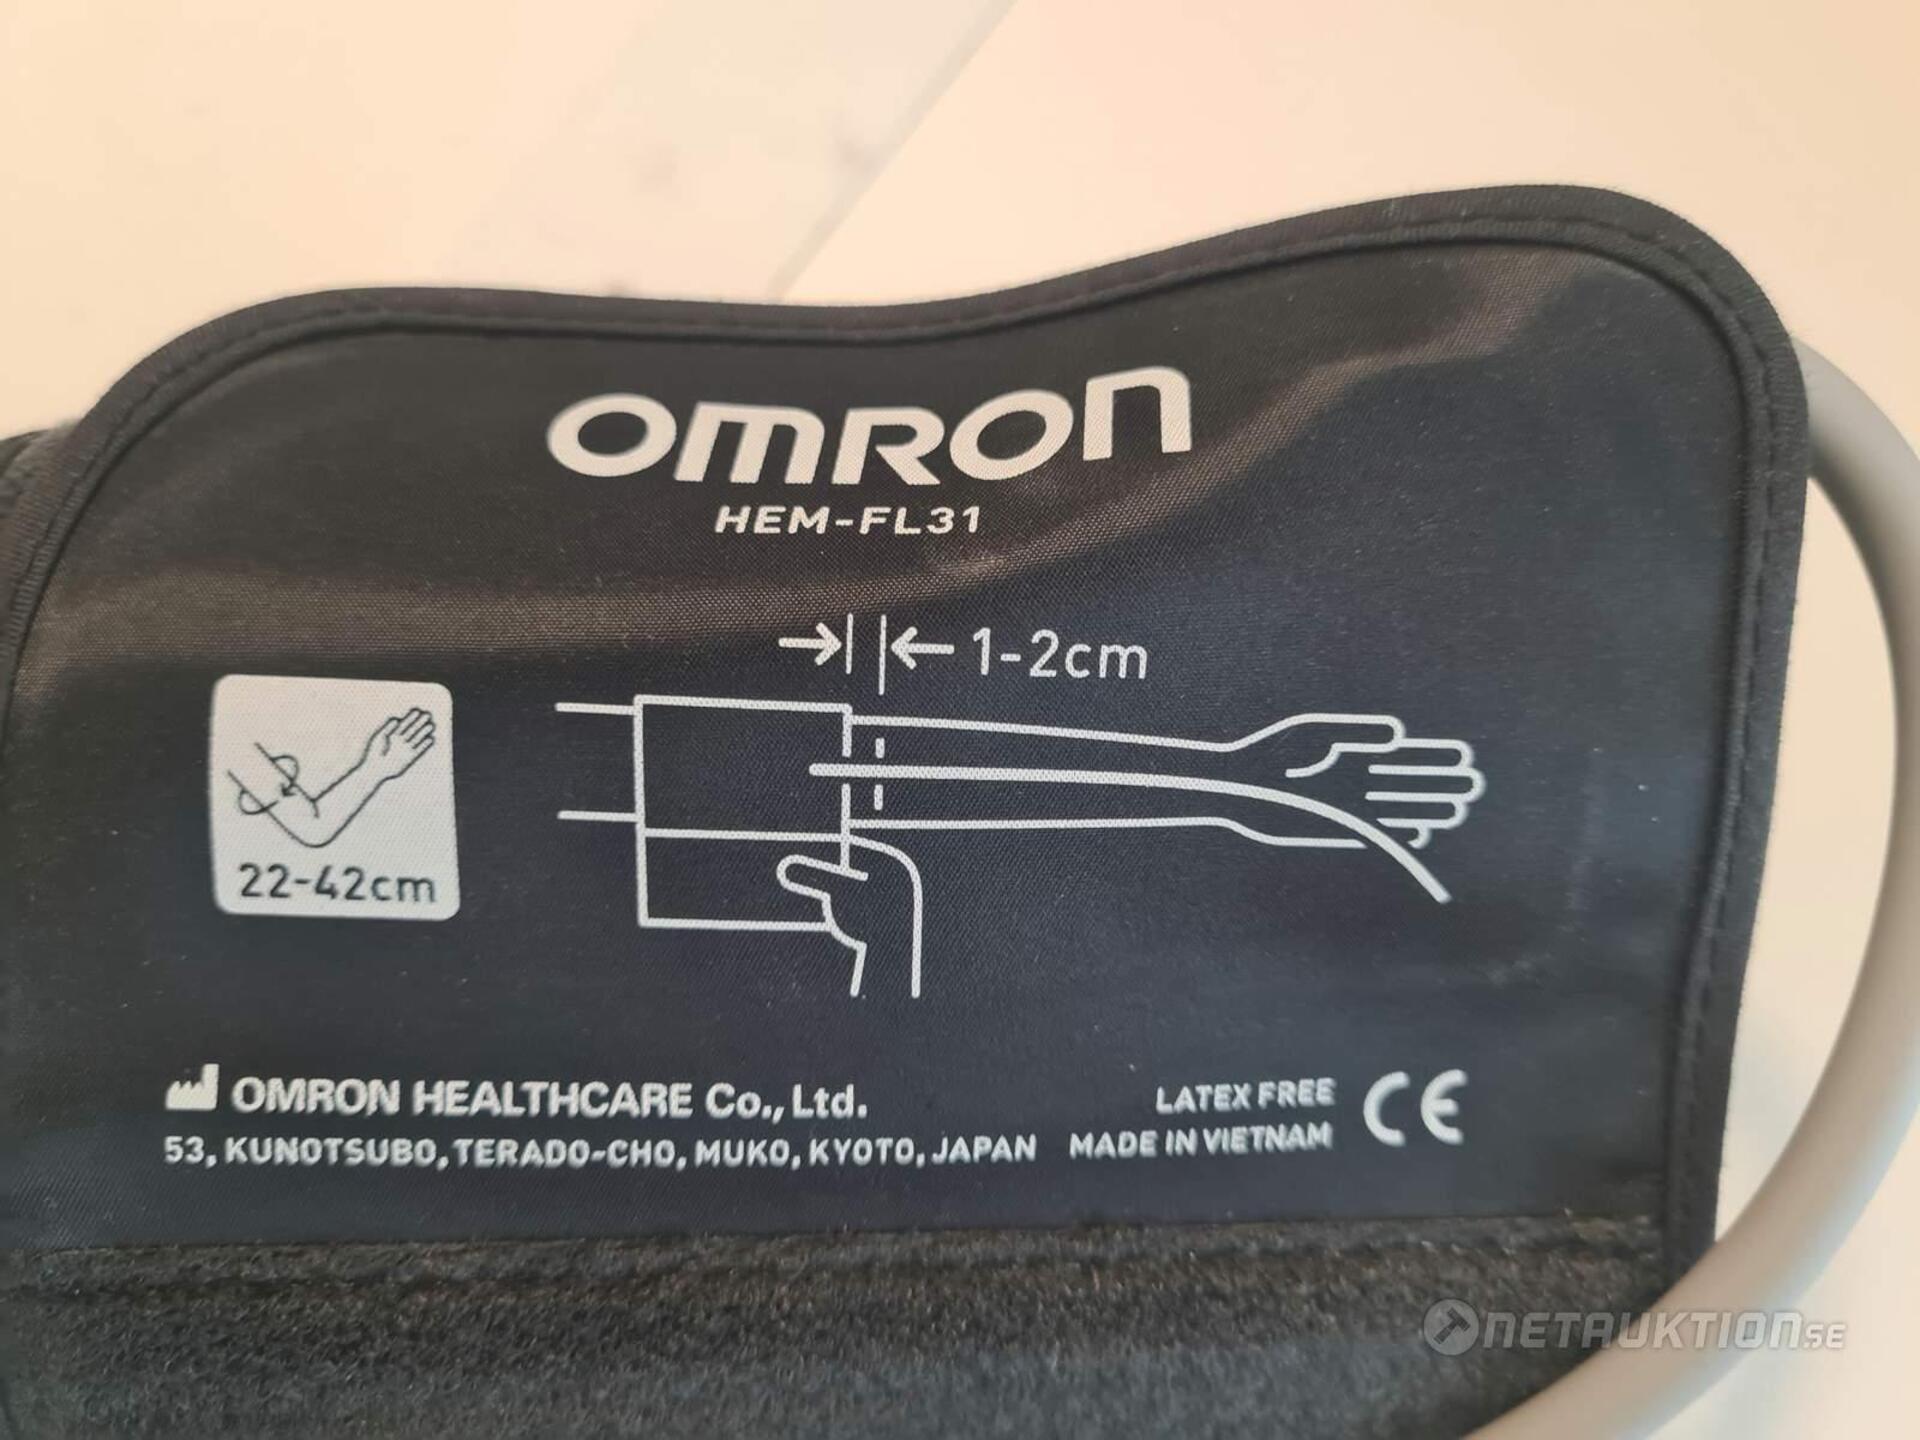 OMRON
HEM-FL31
1-2cm
22-42cm
OMRON HEALTHCARE Co., Ltd.
53, KUNOTSUBO, TERADO-CHO, MUKO, KYOTO, JAPAN
LATEX FREE
MADE IN VIETNAM
CE
NETAUKTION.SE